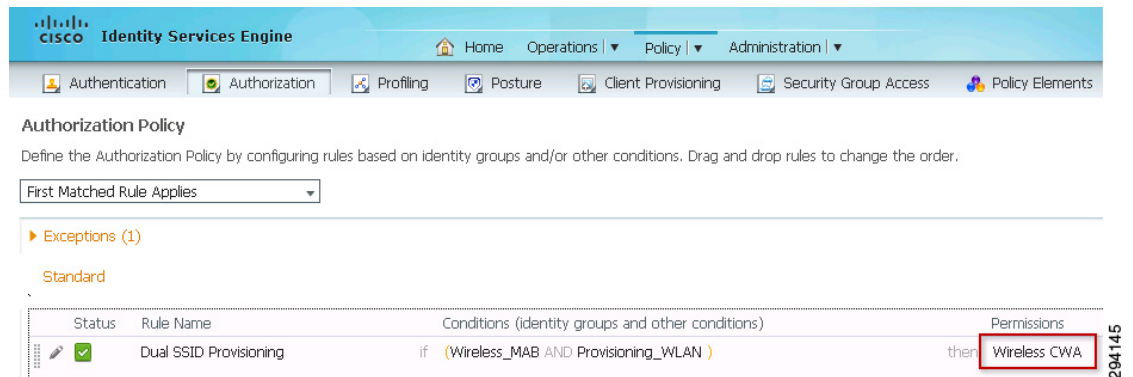 cisco Identity Services Engine
Home Operations Policy Administration
Authentication Authorization Profiling Posture Client Provisioning Security Group Access Policy Elements
Authorization Policy
Define the Authorization Policy by configuring rules based on identity groups and/or other conditions. Drag and drop rules to change the order.
First Matched Rule Applies
Exceptions (1)
Standard
Status Rule Name Conditions (identity groups and other conditions) Permissions
Dual SSID Provisioning if (Wireless_MAB AND Provisioning_WLAN ) then Wireless CWA
294145